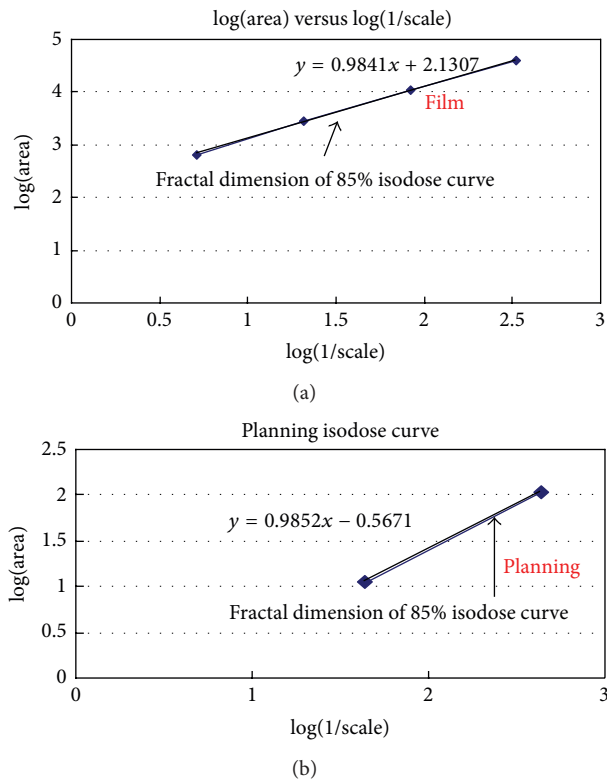 log(area) versus log(1/scale)
5
4
3
2
1
0
log(area)
y = 0.9841x + 2.1307
Film
Fractal dimension of 85% isodose curve
0 0.5 1 1.5 2 2.5 3
log(1/scale)
(a)
Planning isodose curve
2.5
2
1.5
1
0.5
0
log(area)
y = 0.9852x − 0.5671
Planning
Fractal dimension of 85% isodose curve
0 1 2 3
log(1/scale)
(b)